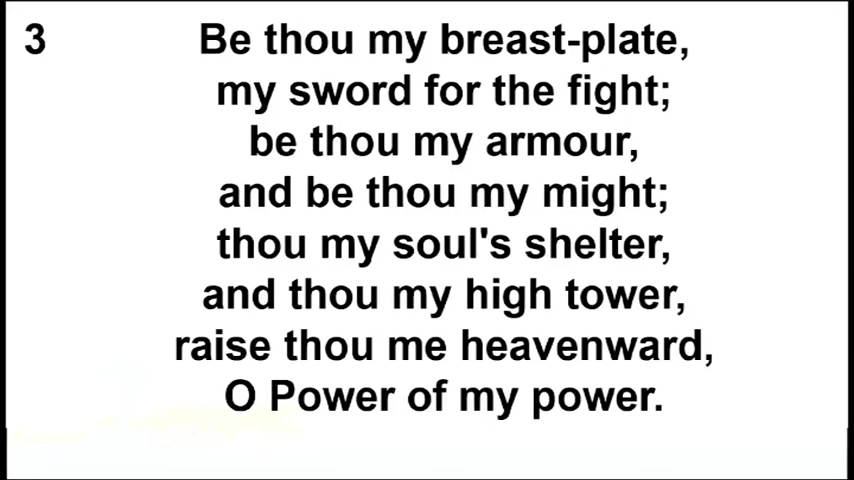 3
Be thou my breast-plate,
my sword for the fight;
be thou my armour,
and be thou my might;
thou my soul's shelter,
and thou my high tower,
raise thou me heavenward,
O Power of my power.